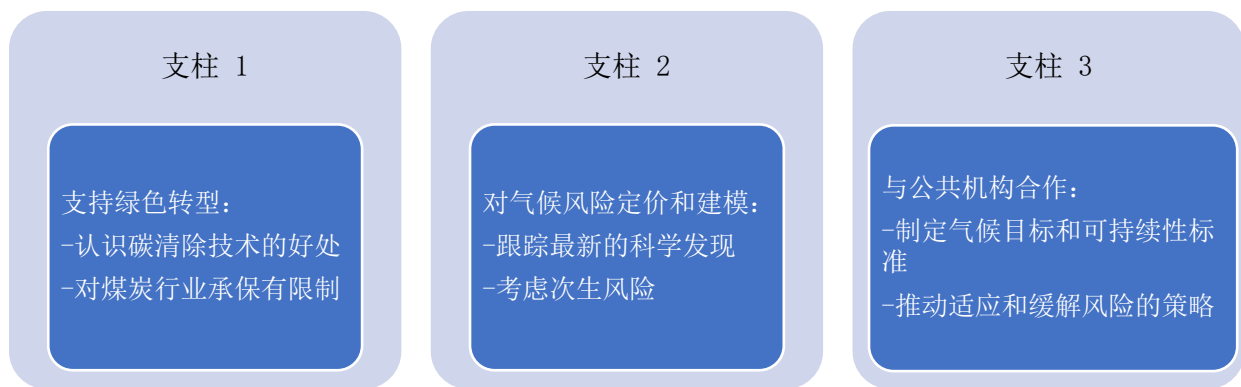 支柱 1
支持绿色转型:
-认识碳清除技术的好处
-对煤炭行业承保有限制
支柱 2
对气候风险定价和建模:
-跟踪最新的科学发现
-考虑次生风险
支柱 3
与公共机构合作:
-制定气候目标和可持续性标
准
-推动适应和缓解风险的策略